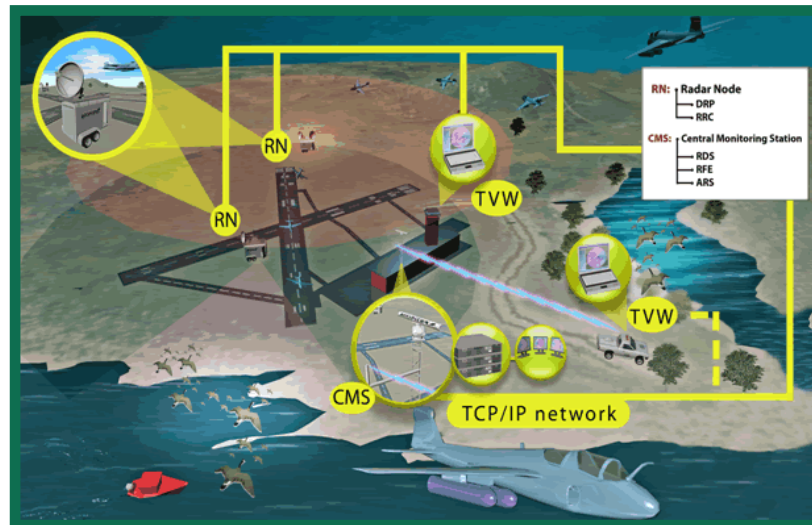 RN: Radar Node
DRP
RRC
CMS: Central Monitoring Station
RDS
RFE
ARS
RN
TVW
RN
TVW
CMS
TCP/IP network